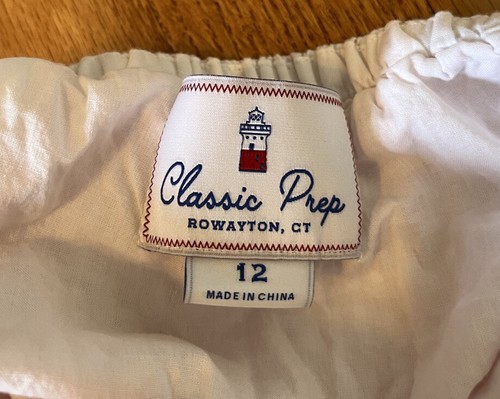 Classic Prep
ROWAYTON, CT
12
MADE IN CHINA